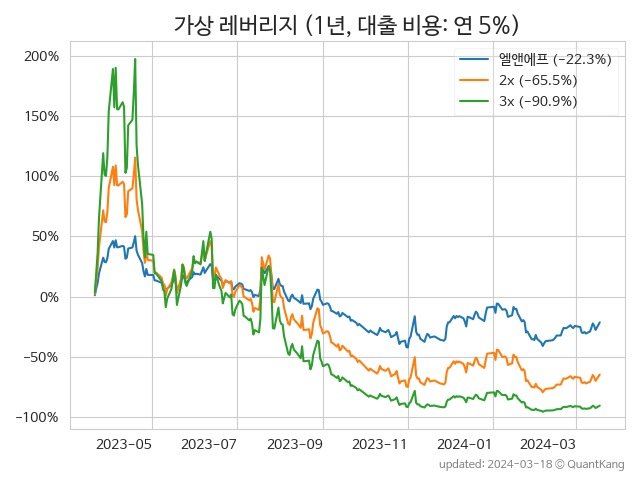 가상 레버리지 (1년, 대출 비용: 연 5%)
엘앤에프 (−22.3%)
2x (−65.5%)
3x (−90.9%)
200%
150%
100%
50%
0%
−50%
−100%
2023-05 2023-07 2023-09 2023-11 2024-01 2024-03
updated: 2024-03-18 © QuantKang